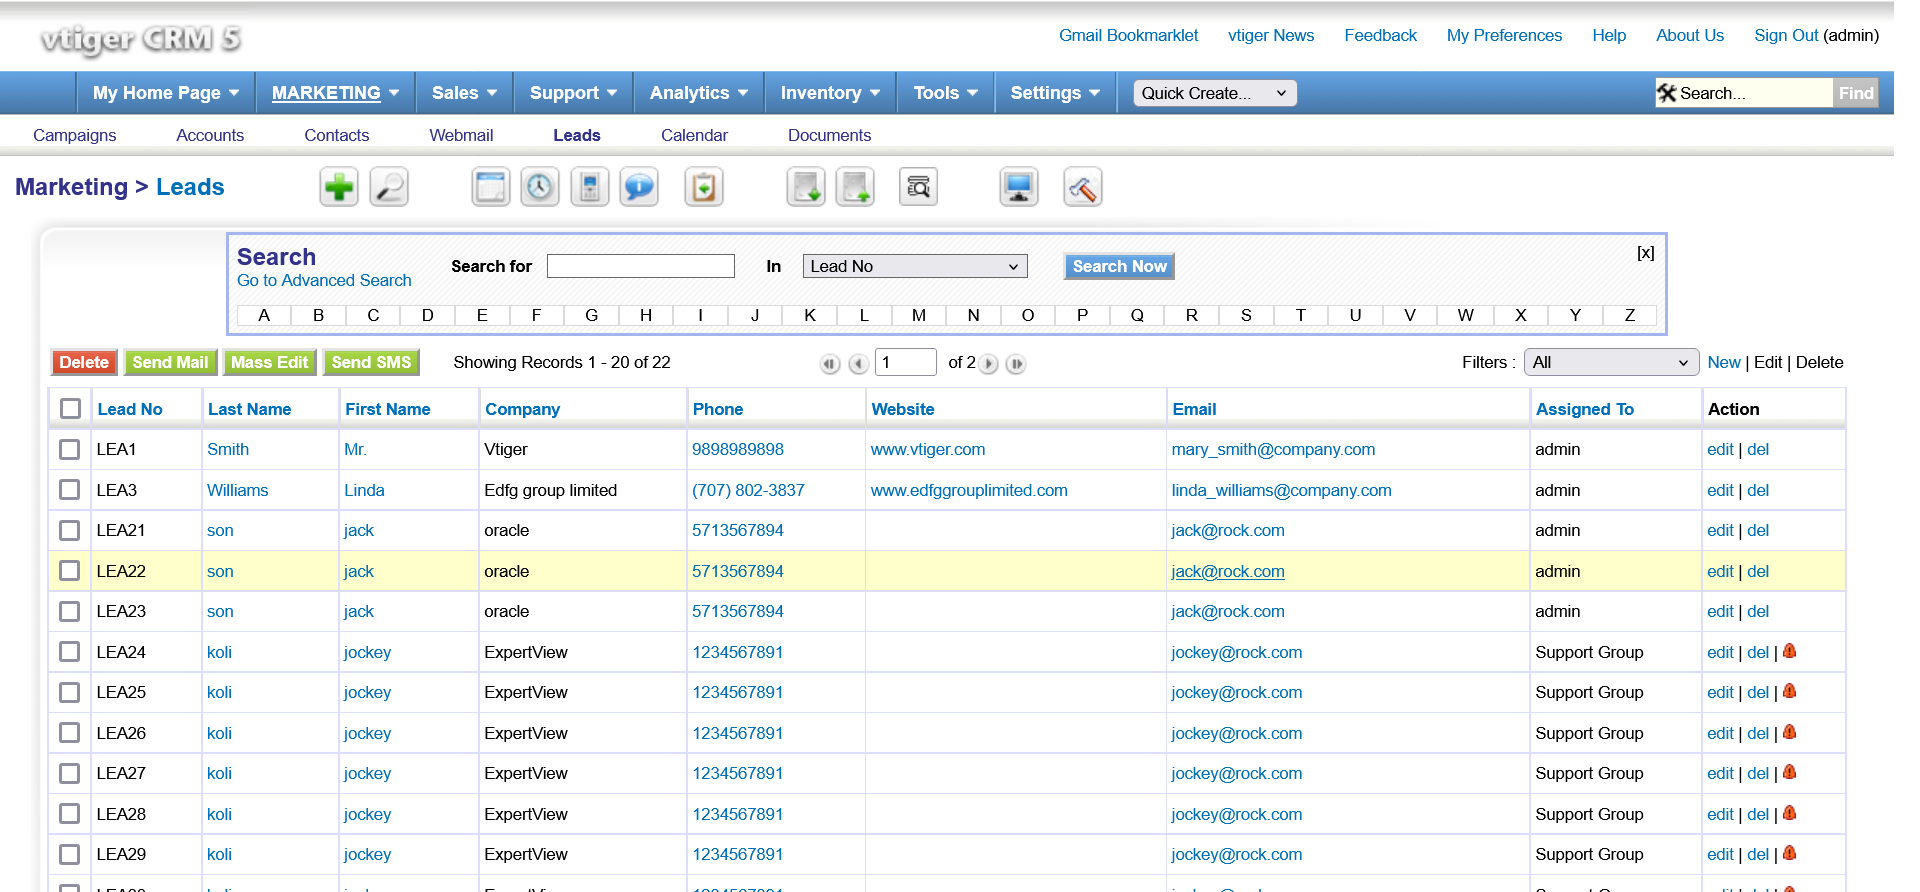 vtiger CRM 5
Gmail Bookmarklet vtiger News Feedback My Preferences Help About Us Sign Out (admin)
My Home Page MARKETING Sales Support Analytics Inventory Tools Settings Quick Create... Search... Find
Campaigns Accounts Contacts Webmail Leads Calendar Documents
Marketing > Leads
Search
Go to Advanced Search
Search for In Lead No Search Now [x]
A B C D E F G H I J K L M N O P Q R S T U V W X Y Z
Delete Send Mail Mass Edit Send SMS Showing Records 1 - 20 of 22 1 of 2 Filters : All New | Edit | Delete
Lead No Last Name First Name Company Phone Website Email Assigned To Action
LEA1 Smith Mr. Vtiger 9898989898 www.vtiger.com mary_smith@company.com admin edit | del
LEA3 Williams Linda Edfg group limited (707) 802-3837 www.edfggrouplimited.com linda_williams@company.com admin edit | del
LEA21 son jack oracle 5713567894 jack@rock.com admin edit | del
LEA22 son jack oracle 5713567894 jack@rock.com admin edit | del
LEA23 son jack oracle 5713567894 jack@rock.com admin edit | del
LEA24 koli jockey ExpertView 1234567891 jockey@rock.com Support Group edit | del |
LEA25 koli jockey ExpertView 1234567891 jockey@rock.com Support Group edit | del |
LEA26 koli jockey ExpertView 1234567891 jockey@rock.com Support Group edit | del |
LEA27 koli jockey ExpertView 1234567891 jockey@rock.com Support Group edit | del |
LEA28 koli jockey ExpertView 1234567891 jockey@rock.com Support Group edit | del |
LEA29 koli jockey ExpertView 1234567891 jockey@rock.com Support Group edit | del |